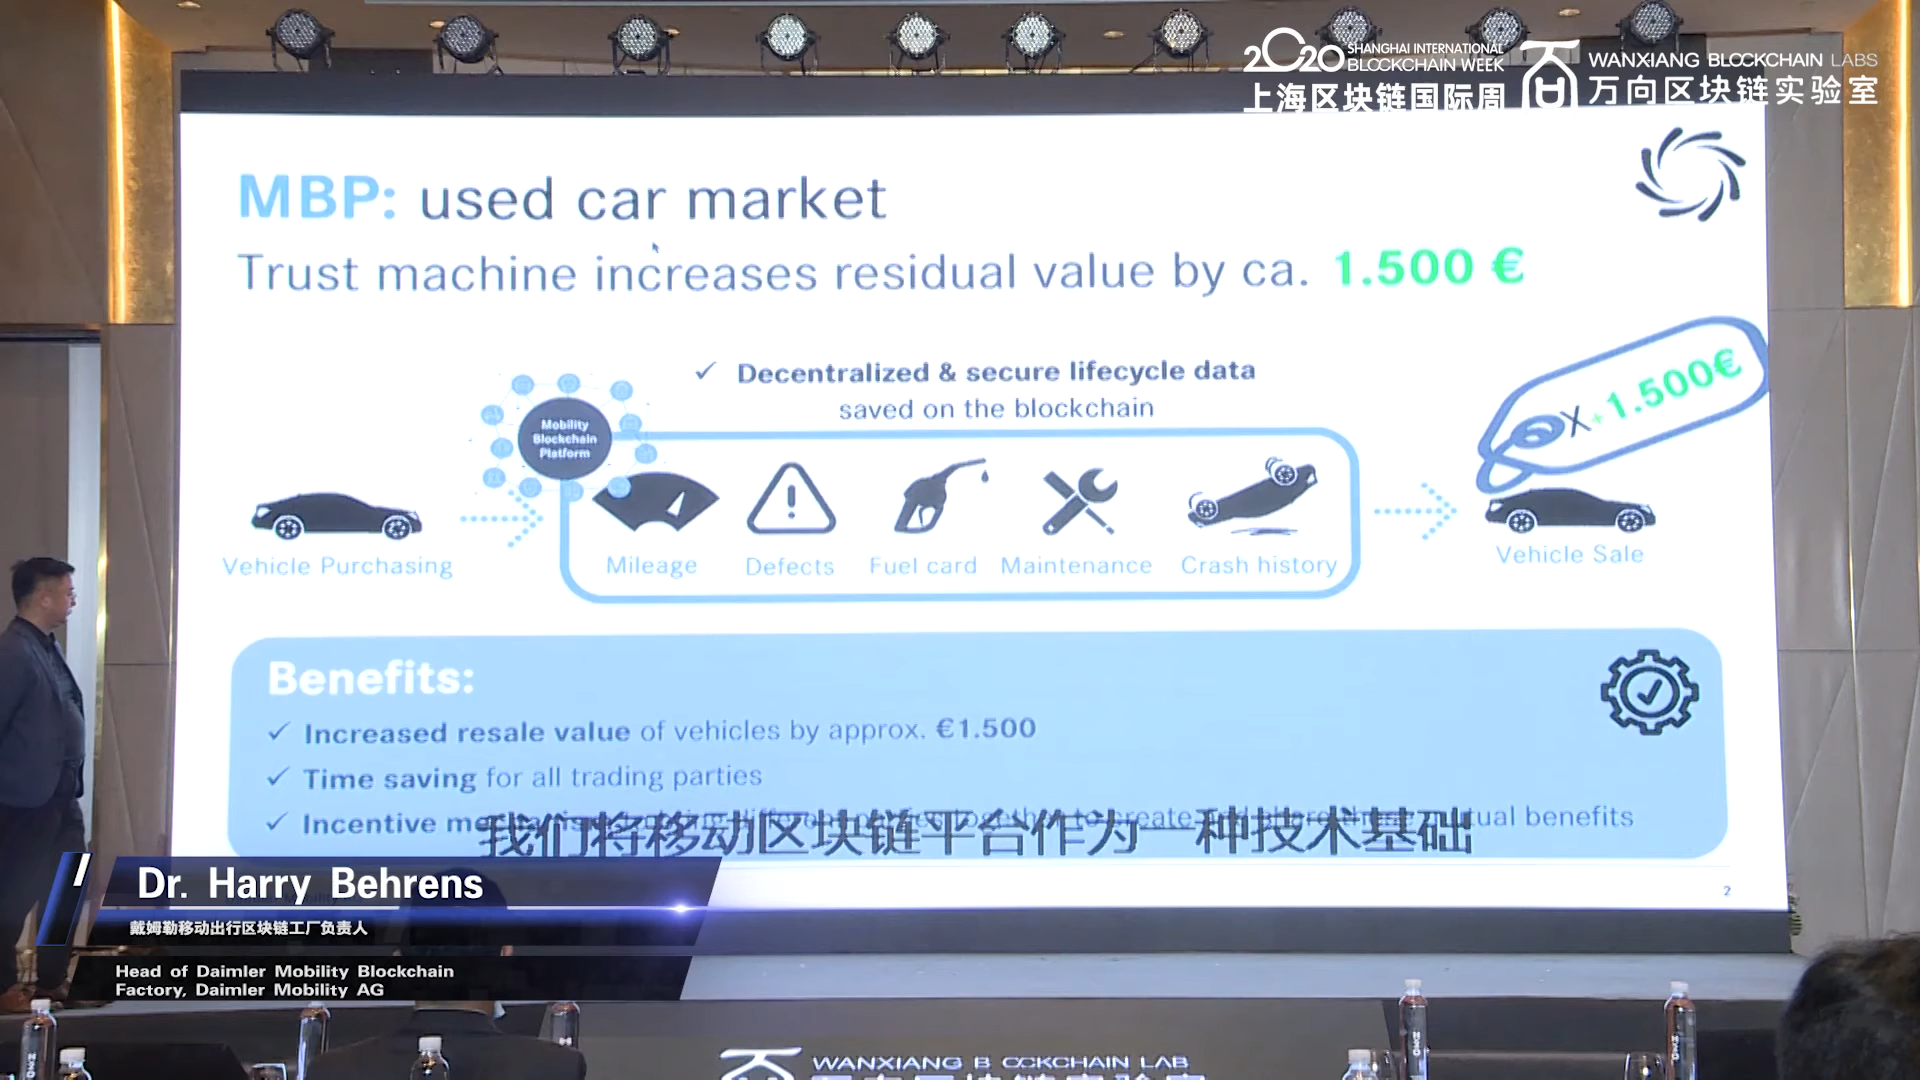 2020 SHANGHAI INTERNATIONAL
BLOCKCHAIN WEEK
上海区块链国际周
WANXIANG BLOCKCHAIN LABS
万向区块链实验室
MBP: used car market
Trust machine increases residual value by ca. 1.500 €
Decentralized & secure lifecycle data
saved on the blockchain
X + 1.500€
Mobility
Blockchain
Platform
Vehicle Purchasing
Mileage
Defects
Fuel card
Maintenance
Crash history
Vehicle Sale
Benefits:
✓ Increased resale value of vehicles by approx. €1.500
✓ Time saving for all trading parties
✓ Incentive to create benefits
我们将移动区块链平台作为一种技术基础
2
Dr. Harry Behrens
戴姆勒移动出行区块链工厂负责人
Head of Daimler Mobility Blockchain
Factory, Daimler Mobility AG
WANXIANG B OCKCHAIN LAB